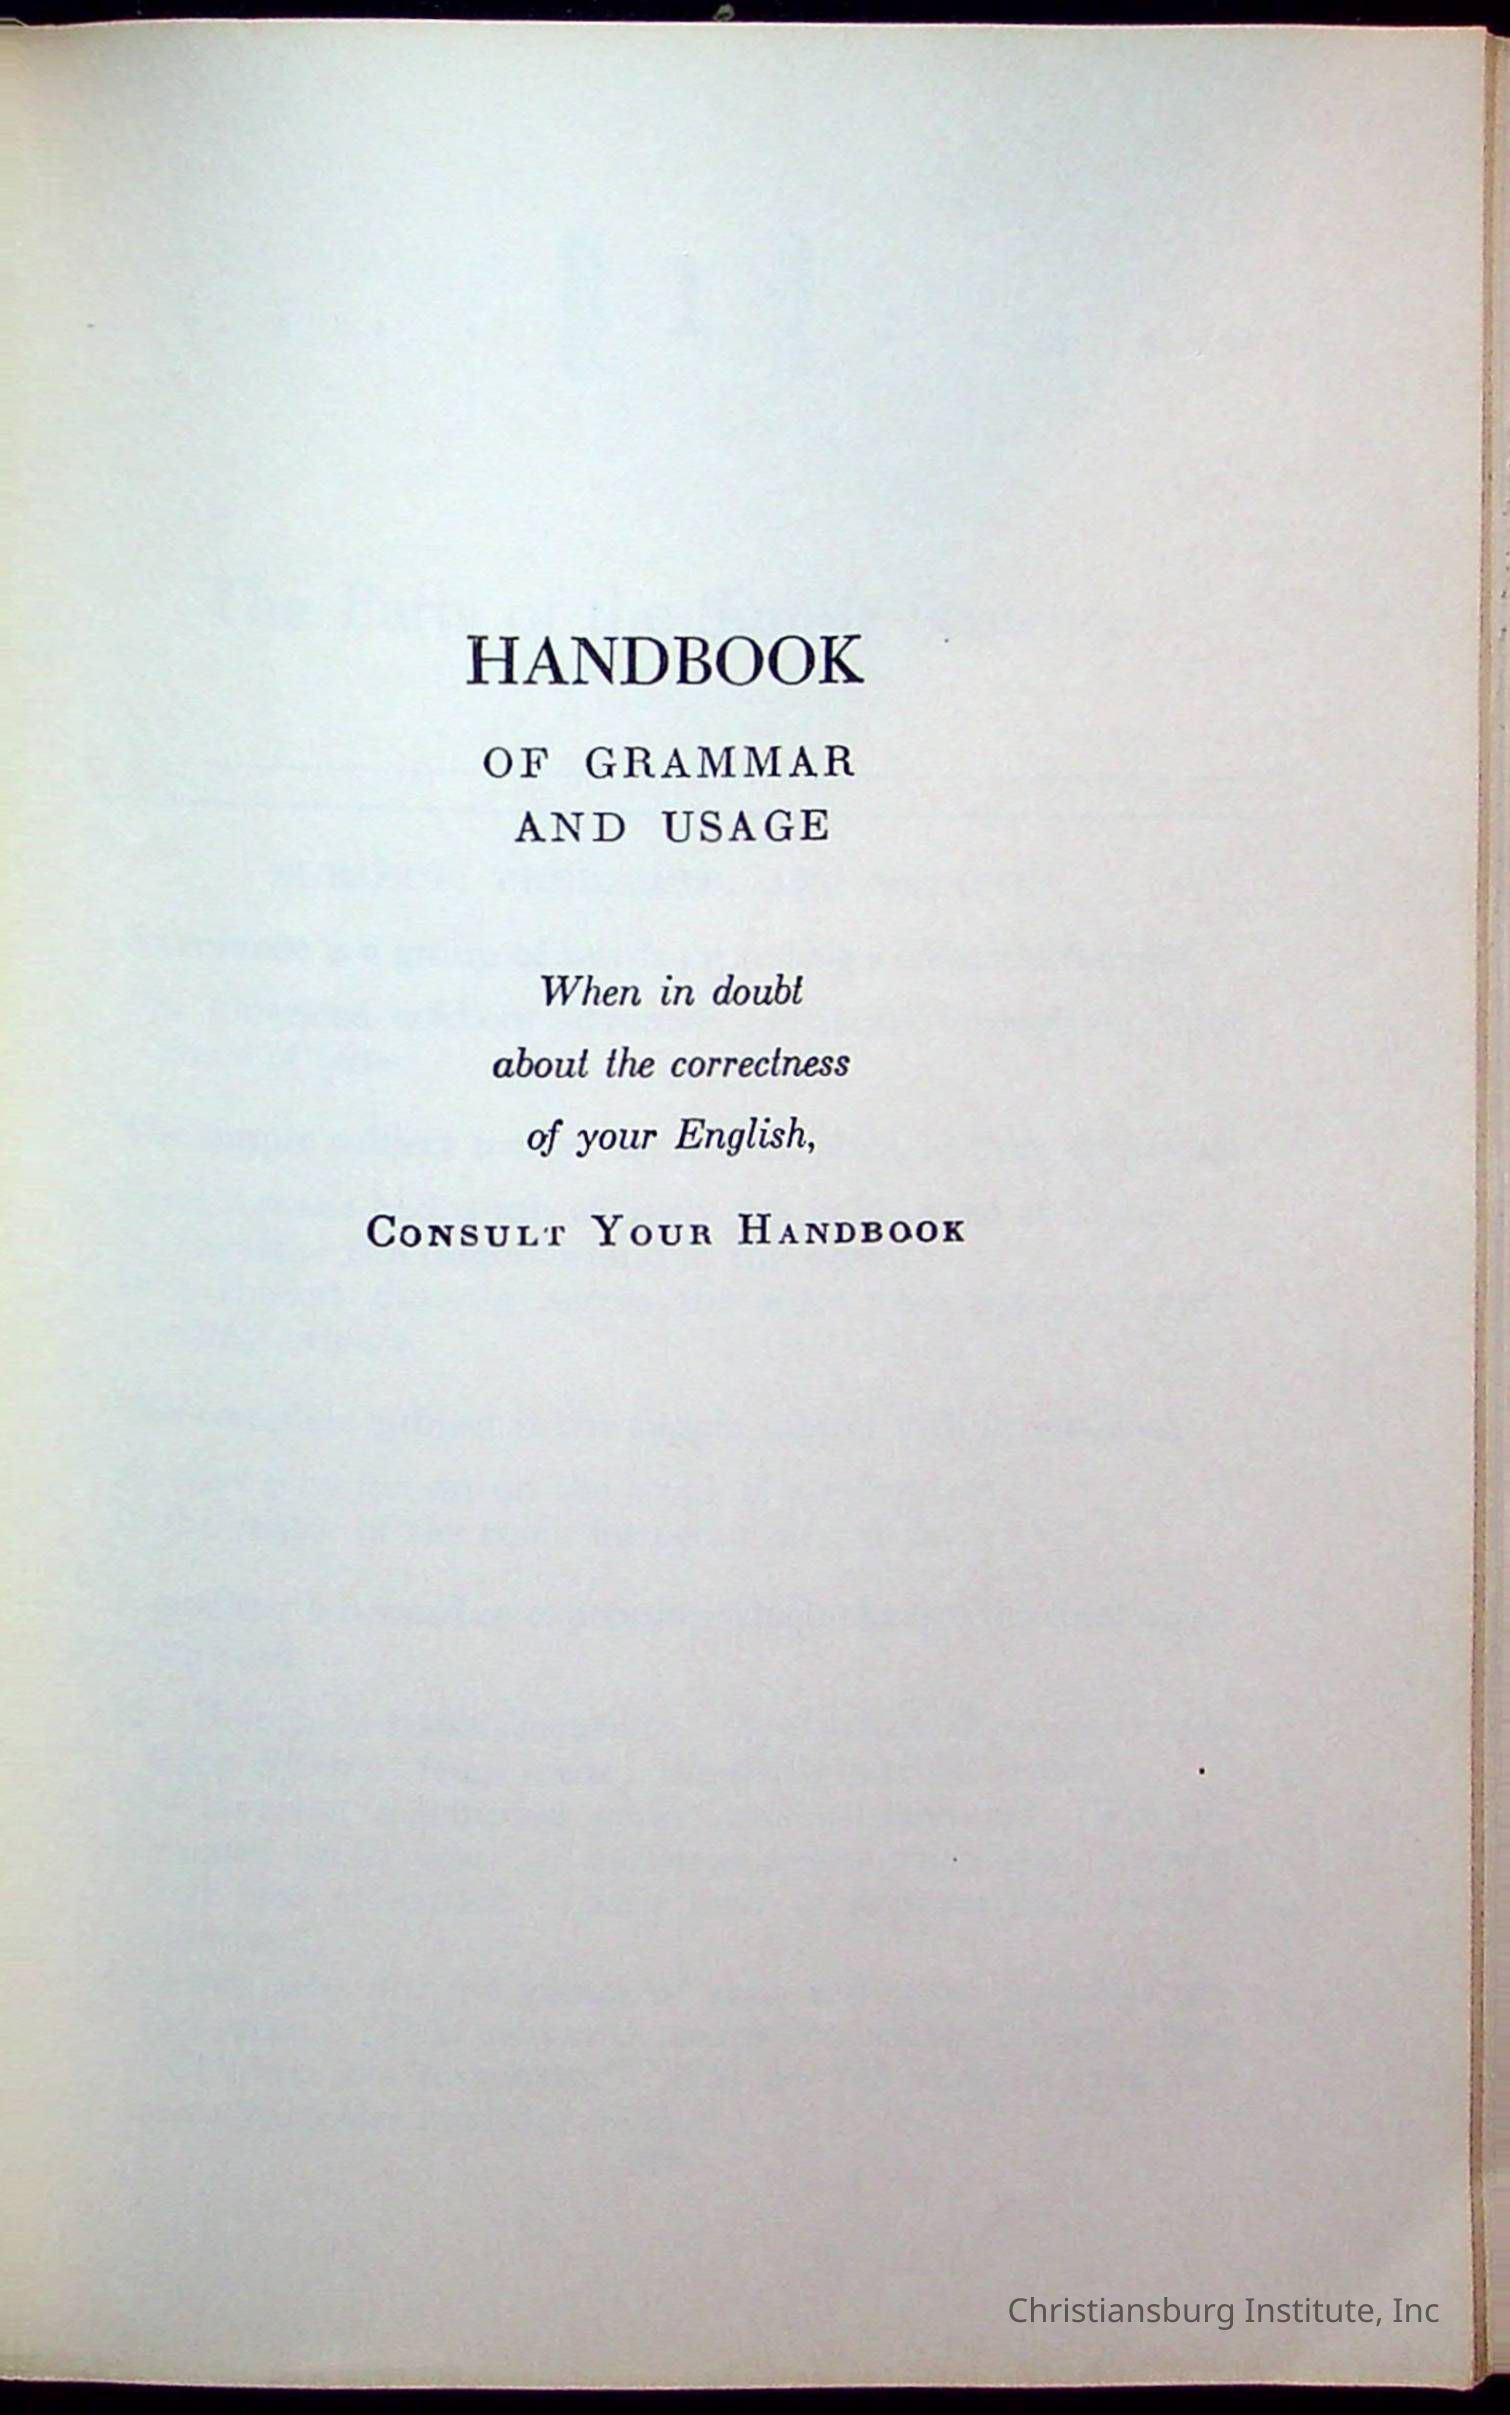 HANDBOOK
OF GRAMMAR
AND USAGE
When in doubt
about the correctness
of your English,
CONSULT YOUR HANDBOOK
Christiansburg Institute, Inc